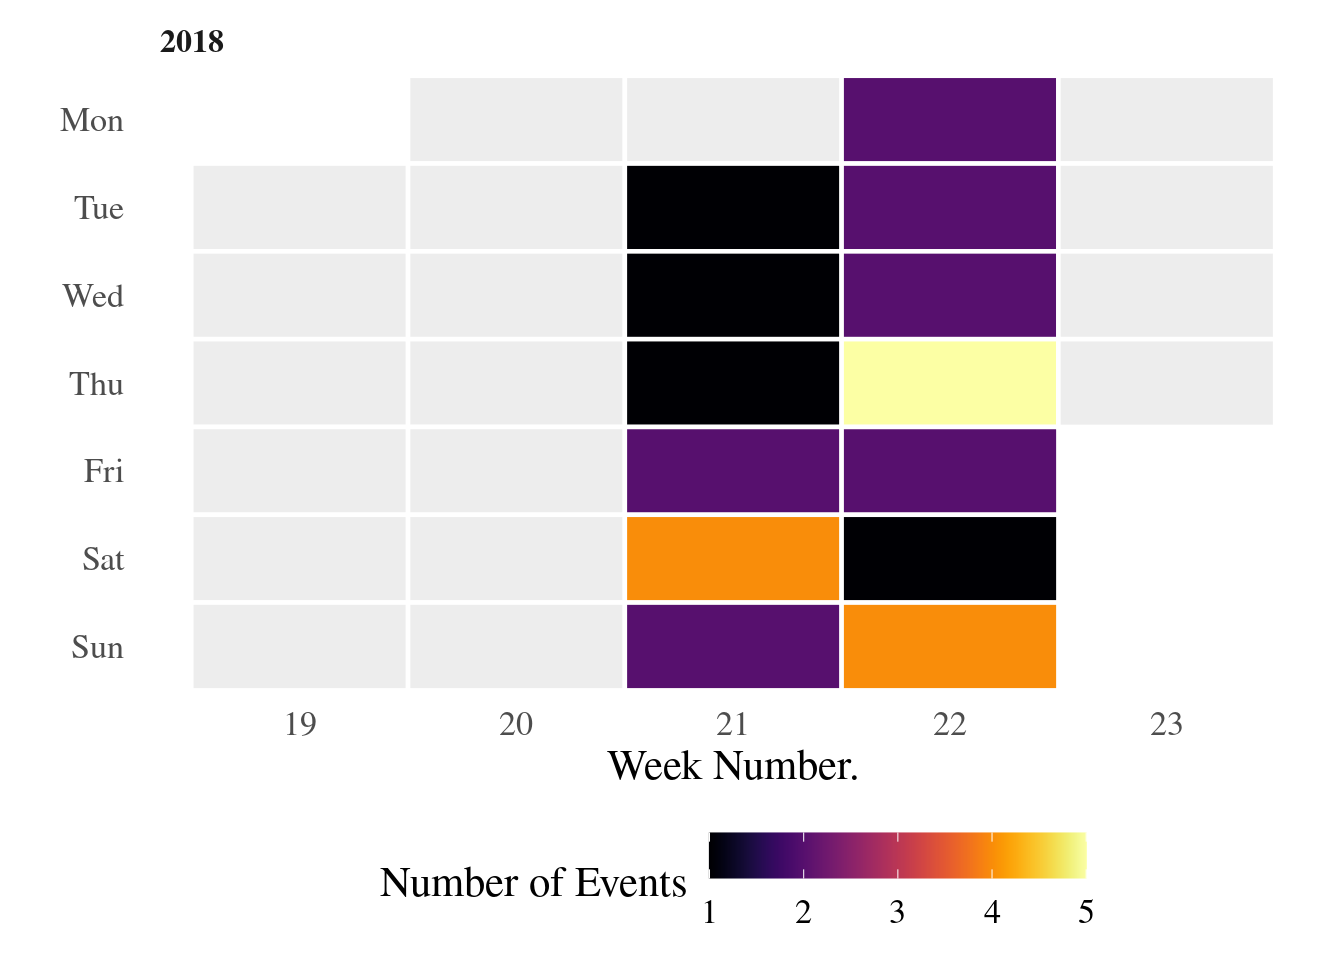 2018
Mon
Tue
Wed
Thu
Fri
Sat
Sun
19 20 21 22 23
Week Number.
Number of Events
1 2 3 4 5